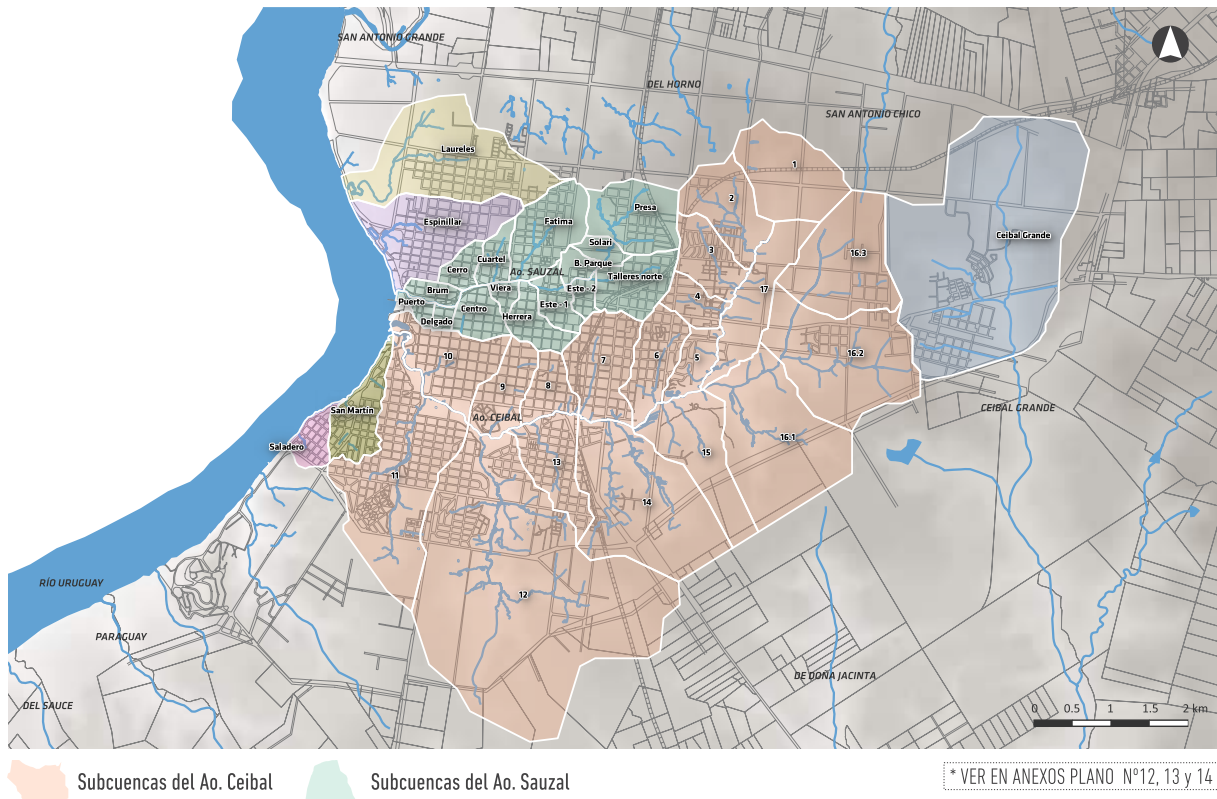 SAN ANTONIO GRANDE
DEL HORNO
SAN ANTONIO CHICO
Laureles
1
2
Espinillar
Fatima
Presa
Ceibal Grande
Solari
3
16.3
Cuartel
B. Parque
Cerro
Ao. SAUZAL
Talleres norte
Brum
Viera
Este - 2
17
4
Puerto
Centro
Este - 1
Delgado
Herrera
10
7
6
5
16.2
9
8
San Martín
Ao. CEIBAL
CEIBAL GRANDE
16.1
Saladero
15
13
11
14
RÍO URUGUAY
12
PARAGUAY
DE DOÑA JACINTA
DEL SAUCE
0 0.5 1 1.5 2 km
Subcuencas del Ao. Ceibal
Subcuencas del Ao. Sauzal
* VER EN ANEXOS PLANO Nº12, 13 y 14